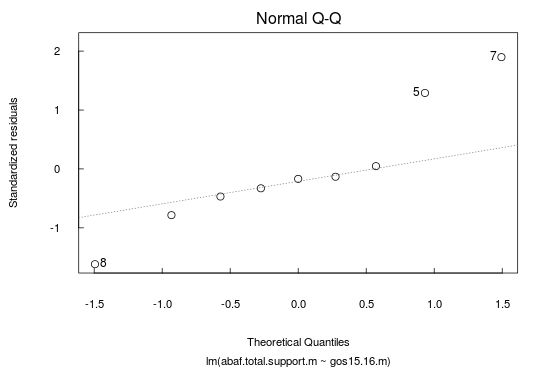 Normal Q-Q
Standardized residuals
2
1
0
-1
7
5
8
-1.5 -1.0 -0.5 0.0 0.5 1.0 1.5
Theoretical Quantiles
lm(abaf.total.support.m ~ gos15.16.m)